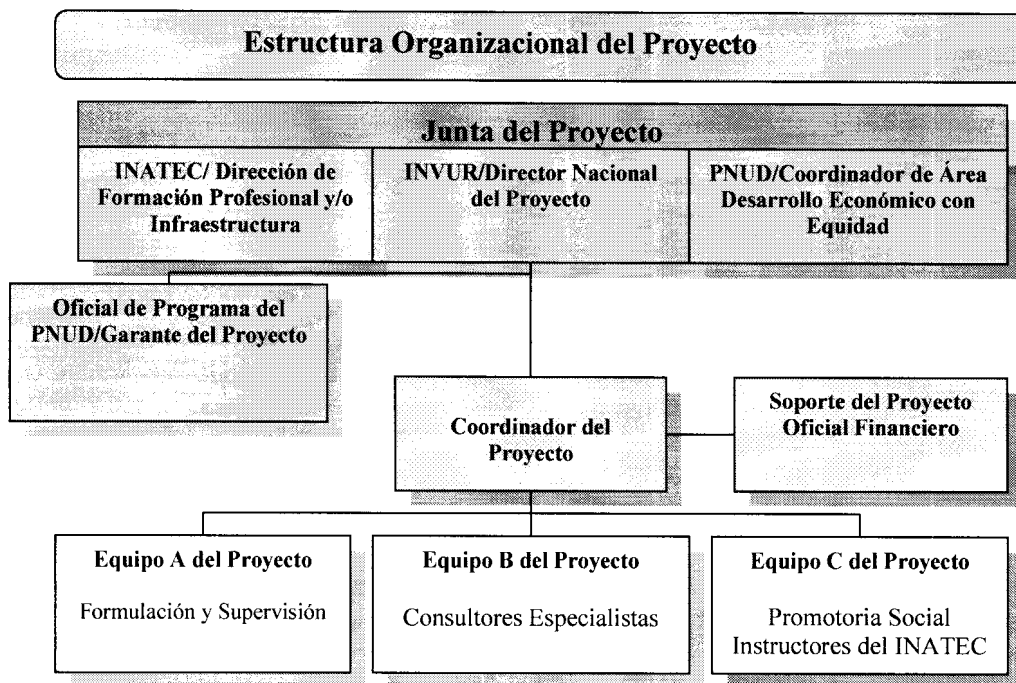 Estructura Organizacional del Proyecto
Junta del Proyecto
INATEC/ Dirección de
Formación Profesional y/o
Infraestructura
INVUR/Director Nacional
del Proyecto
PNUD/Coordinador de Área
Desarrollo Económico con
Equidad
Oficial de Programa del
PNUD/Garante del Proyecto
Coordinador del
Proyecto
Soporte del Proyecto
Oficial Financiero
Equipo A del Proyecto
Formulación y Supervisión
Equipo B del Proyecto
Consultores Especialistas
Equipo C del Proyecto
Promotoria Social
Instructores del INATEC